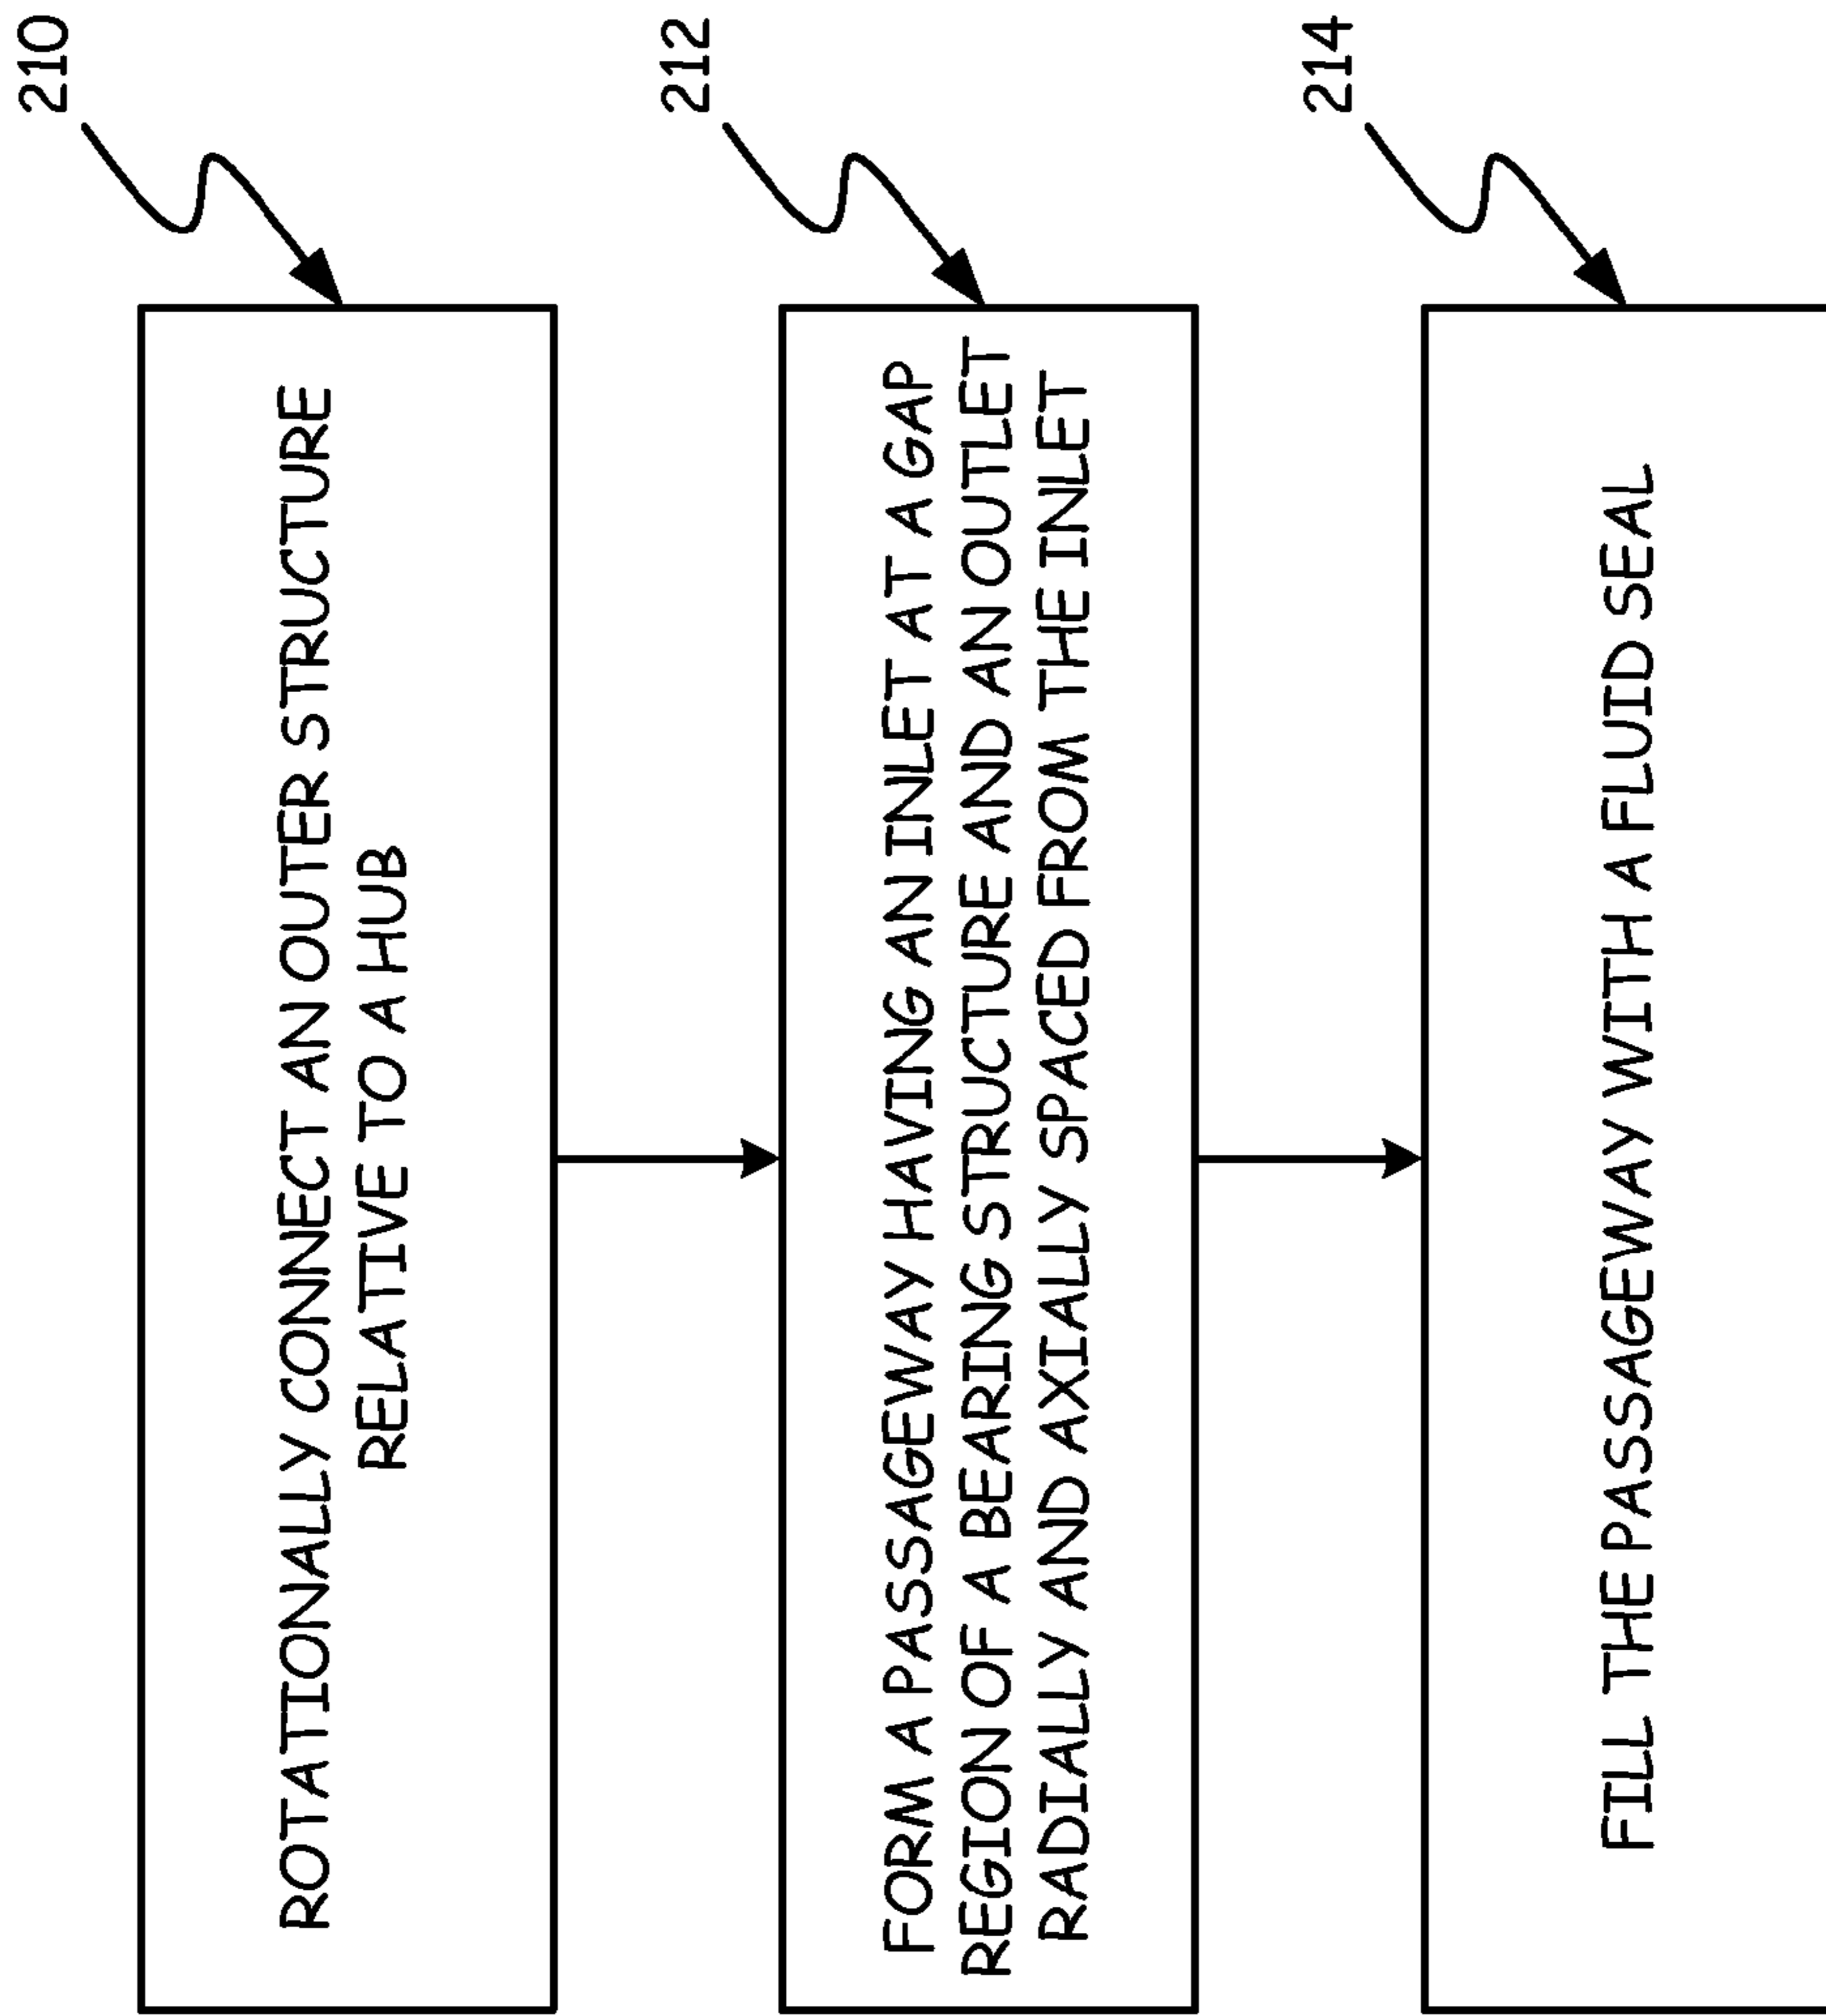 210
ROTATIONALLY CONNECT AN OUTER STRUCTURE
RELATIVE TO A HUB
212
FORM A PASSAGEWAY HAVING AN INLET AT A GAP
REGION OF A BEARING STRUCTURE AND AN OUTLET
RADIALLY AND AXIALLY SPACED FROM THE INLET
214
FILL THE PASSAGEWAY WITH A FLUID SEAL